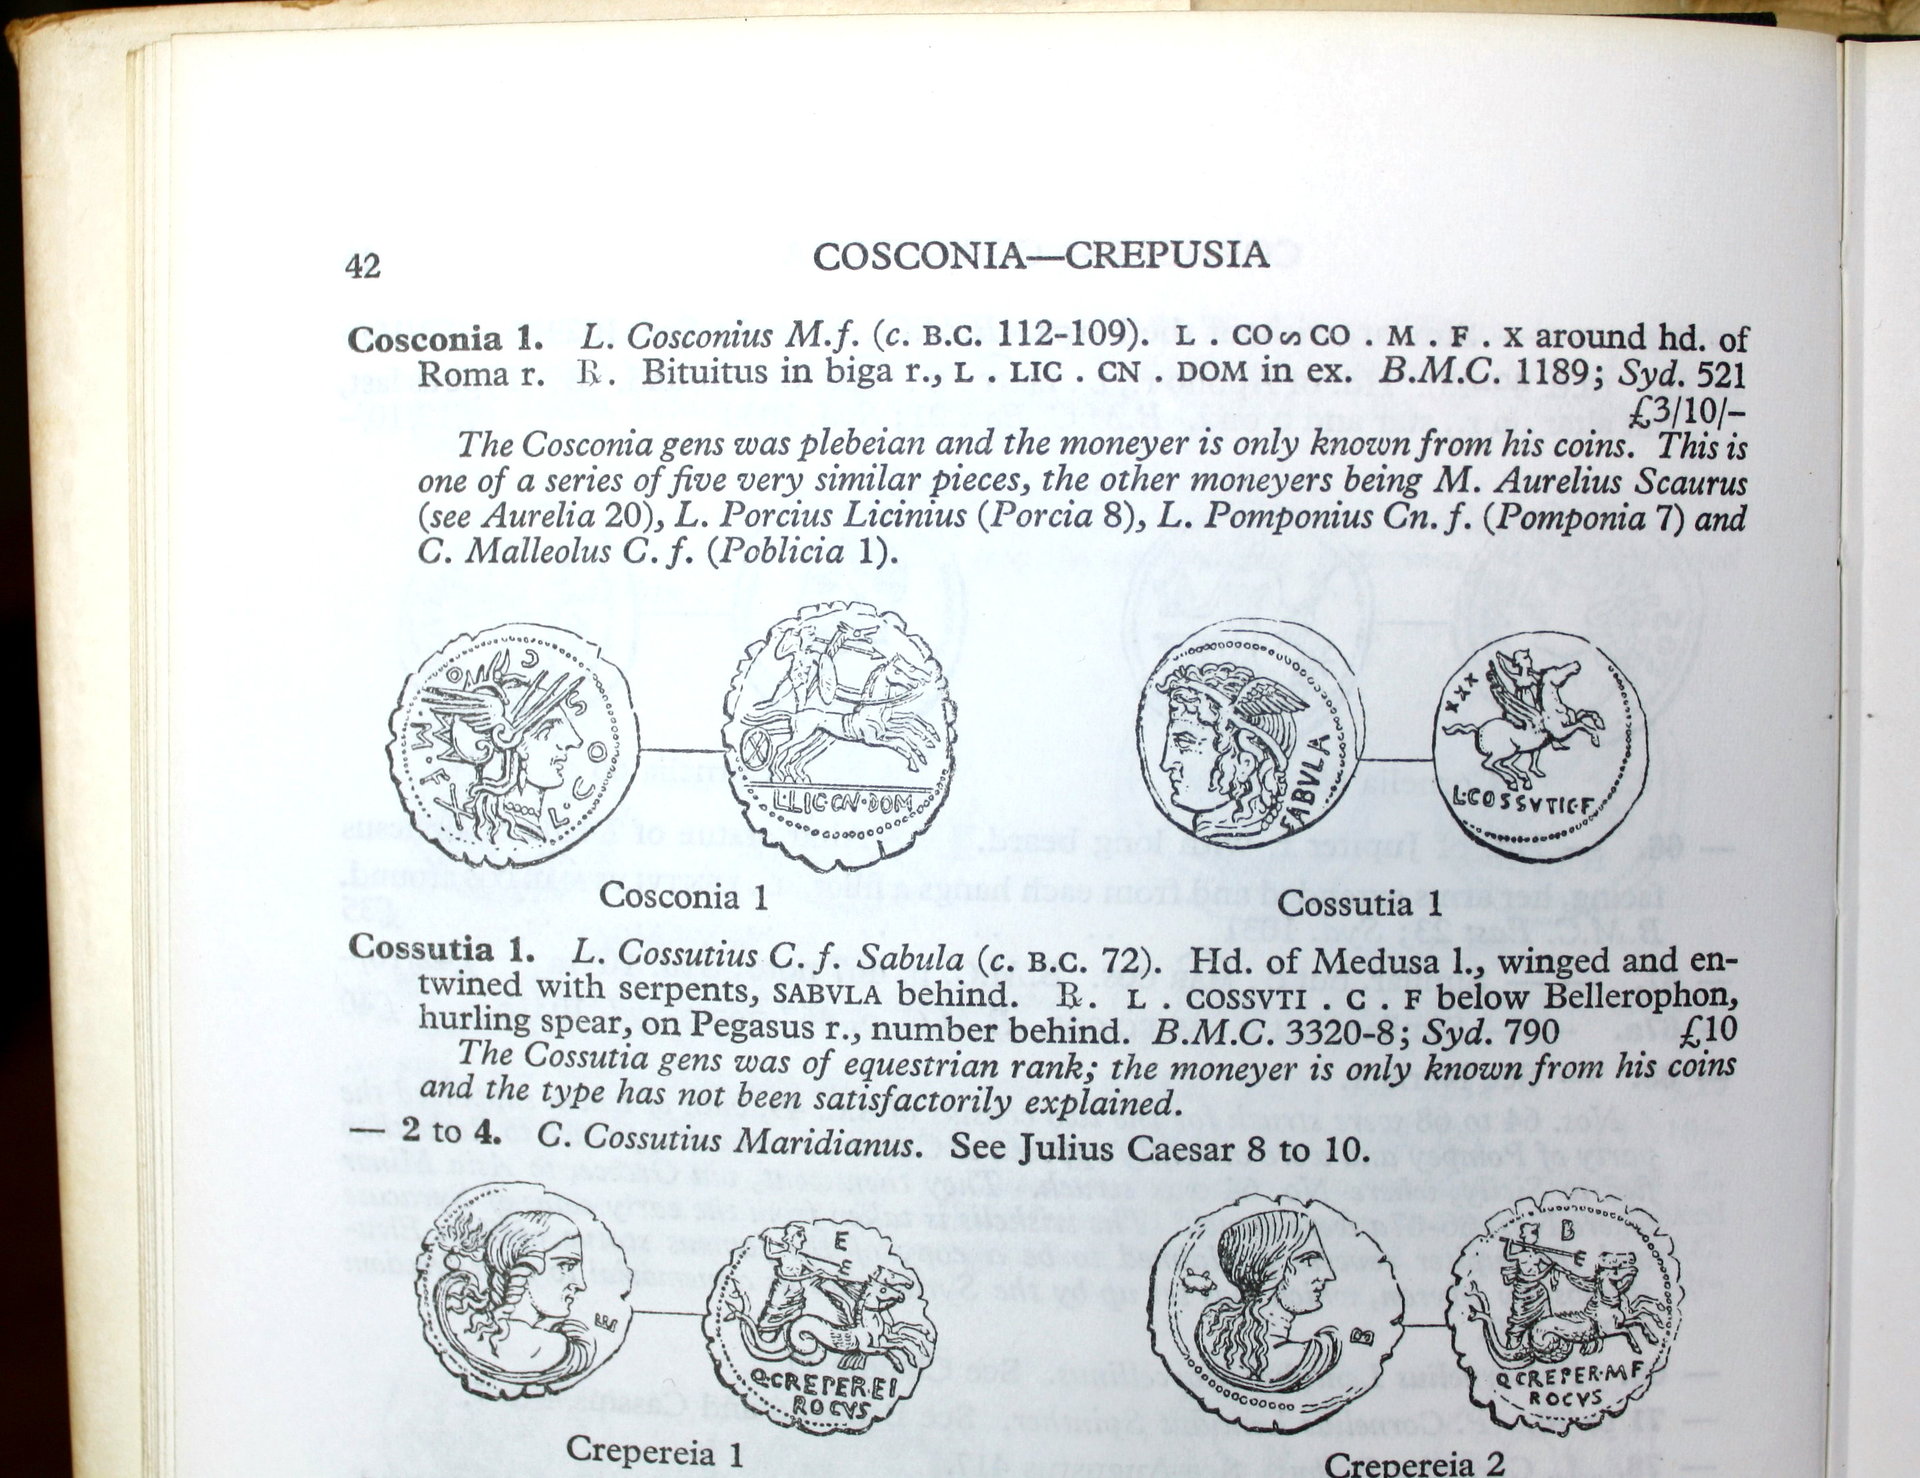 42 COSCONIA—CREPUSIA
Cosconia 1. L. Cosconius M.f. (c. B.C. 112-109). L . CO∽CO . M . F . X around hd. of
Roma r. ℞. Bituitus in biga r., L . LIC . CN . DOM in ex. B.M.C. 1189; Syd. 521
£3/10/–
The Cosconia gens was plebeian and the moneyer is only known from his coins. This is
one of a series of five very similar pieces, the other moneyers being M. Aurelius Scaurus
(see Aurelia 20), L. Porcius Licinius (Porcia 8), L. Pomponius Cn. f. (Pomponia 7) and
C. Malleolus C. f. (Poblicia 1).
L·COSCO M·F X
L·LIC CN·DOM
SABVLA
XXX
L·COSSVTI C·F
Cosconia 1
Cossutia 1
Cossutia 1. L. Cossutius C. f. Sabula (c. B.C. 72). Hd. of Medusa l., winged and en-
twined with serpents, SABVLA behind. ℞. L . COSSVTI . C . F below Bellerophon,
hurling spear, on Pegasus r., number behind. B.M.C. 3320-8; Syd. 790 £10
The Cossutia gens was of equestrian rank; the moneyer is only known from his coins
and the type has not been satisfactorily explained.
— 2 to 4. C. Cossutius Maridianus. See Julius Caesar 8 to 10.
E
E
E
Q·CREPER·EI
ROCVS
B
B
E
Q CREPER·M F
ROCVS
Crepereia 1
Crepereia 2